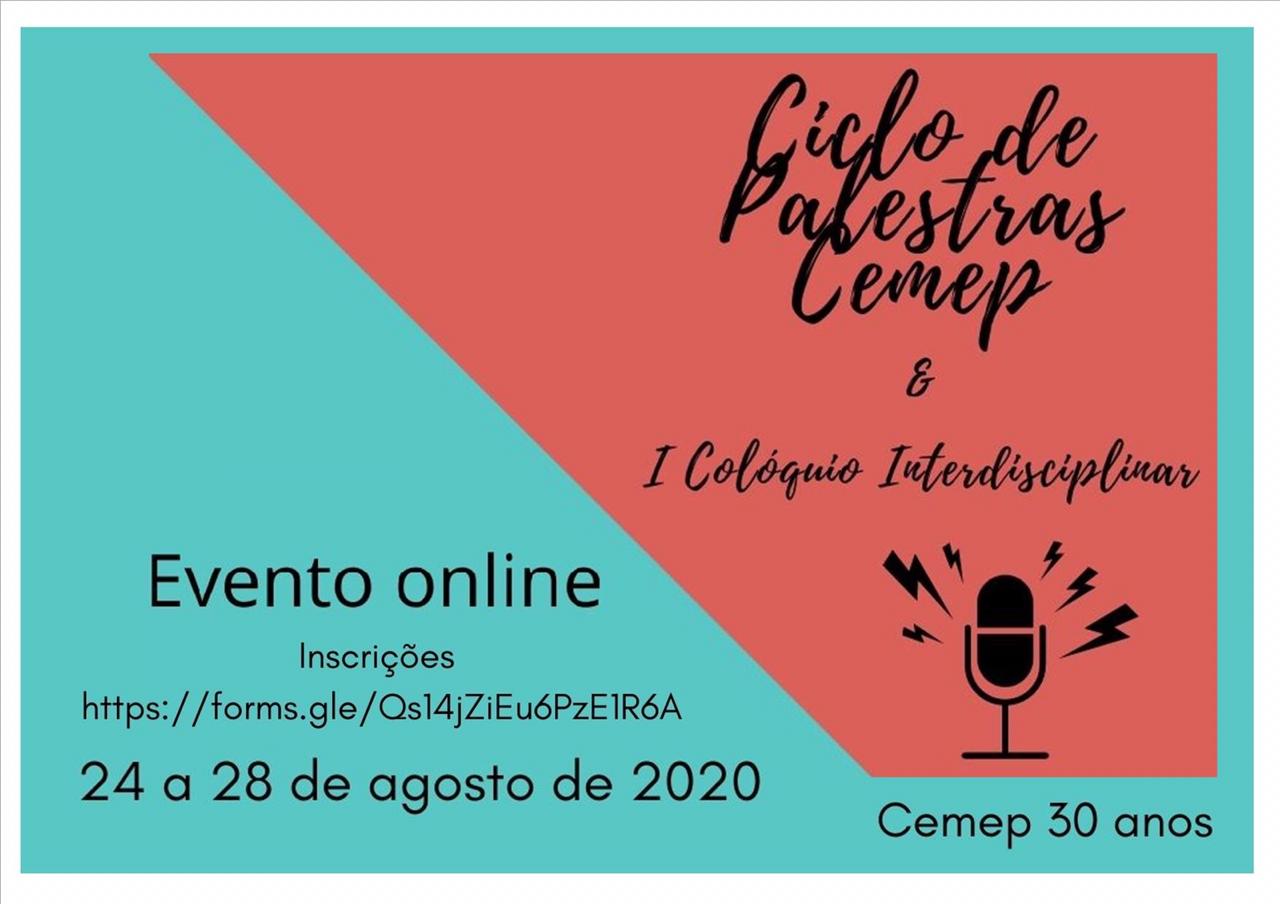 Ciclo de
Palestras
Cemep
&
I Colóquio Interdisciplinar
Evento online
Inscrições
https://forms.gle/Qs14jZiEu6PzE1R6A
24 a 28 de agosto de 2020
Cemep 30 anos